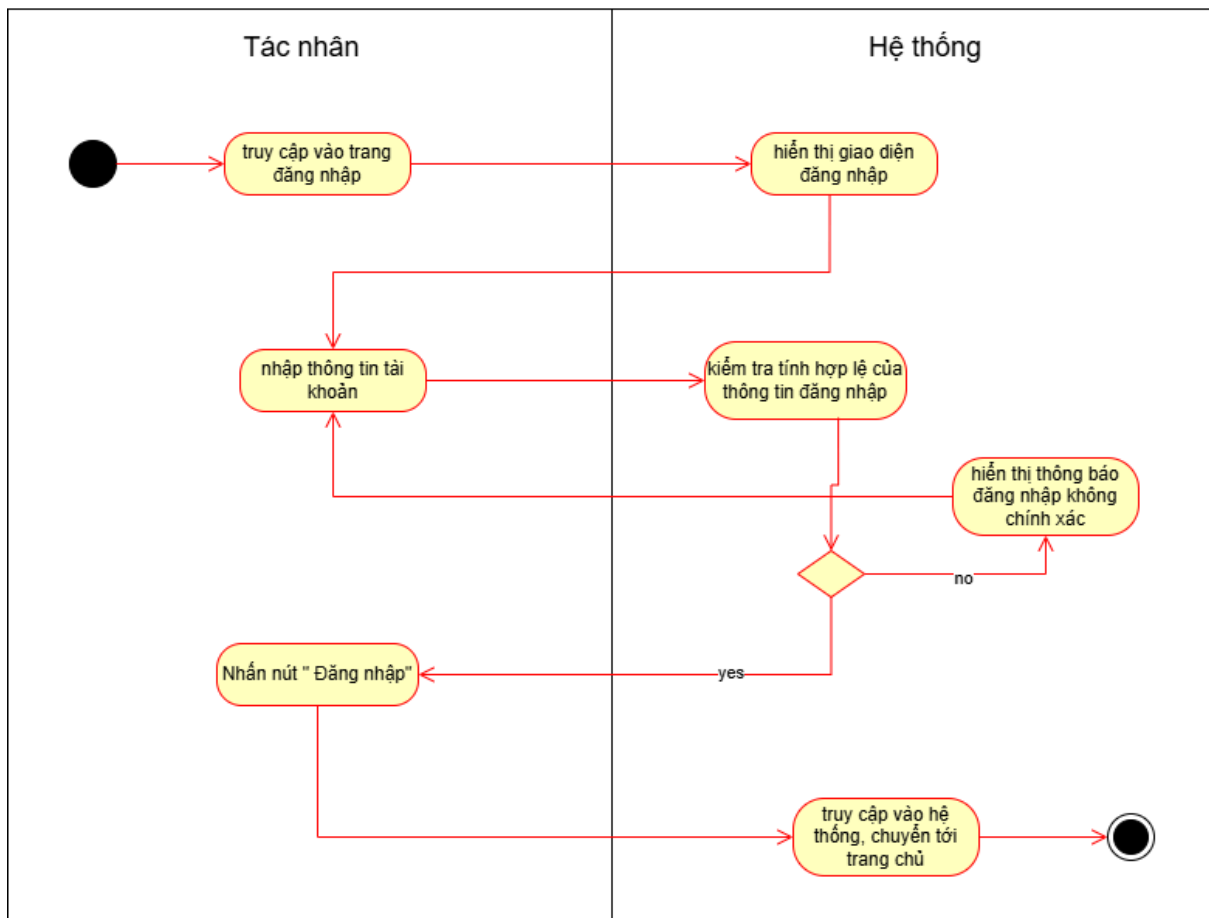 Tác nhân
Hệ thống
truy cập vào trang
đăng nhập
hiển thị giao diện
đăng nhập
nhập thông tin tài
khoản
kiểm tra tính hợp lệ của
thông tin đăng nhập
hiển thị thông báo
đăng nhập không
chính xác
no
Nhấn nút " Đăng nhập"
yes
truy cập vào hệ
thống, chuyển tới
trang chủ